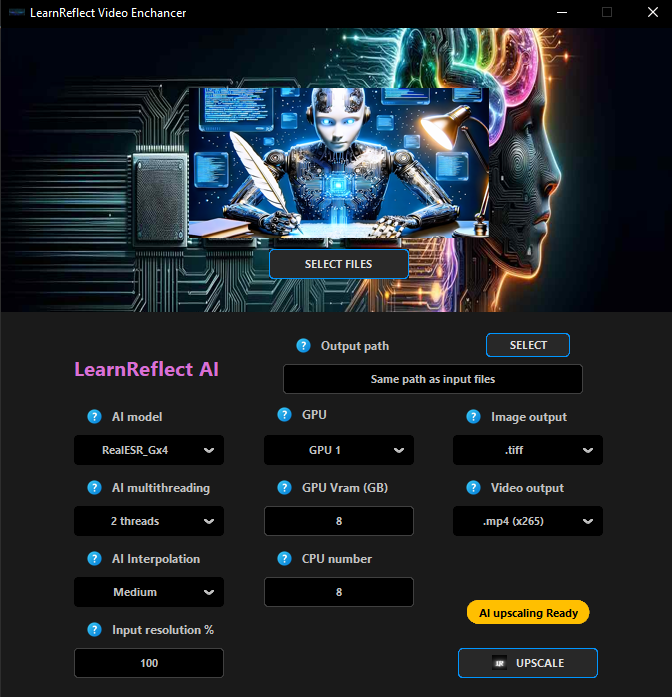 LearnReflect Video Enchancer
SELECT FILES
Output path
SELECT
LearnReflect AI
Same path as input files
AI model
GPU
Image output
RealESR_Gx4
GPU 1
.tiff
AI multithreading
GPU Vram (GB)
Video output
2 threads
8
.mp4 (x265)
AI Interpolation
CPU number
Medium
8
AI upscaling Ready
Input resolution %
100
UPSCALE